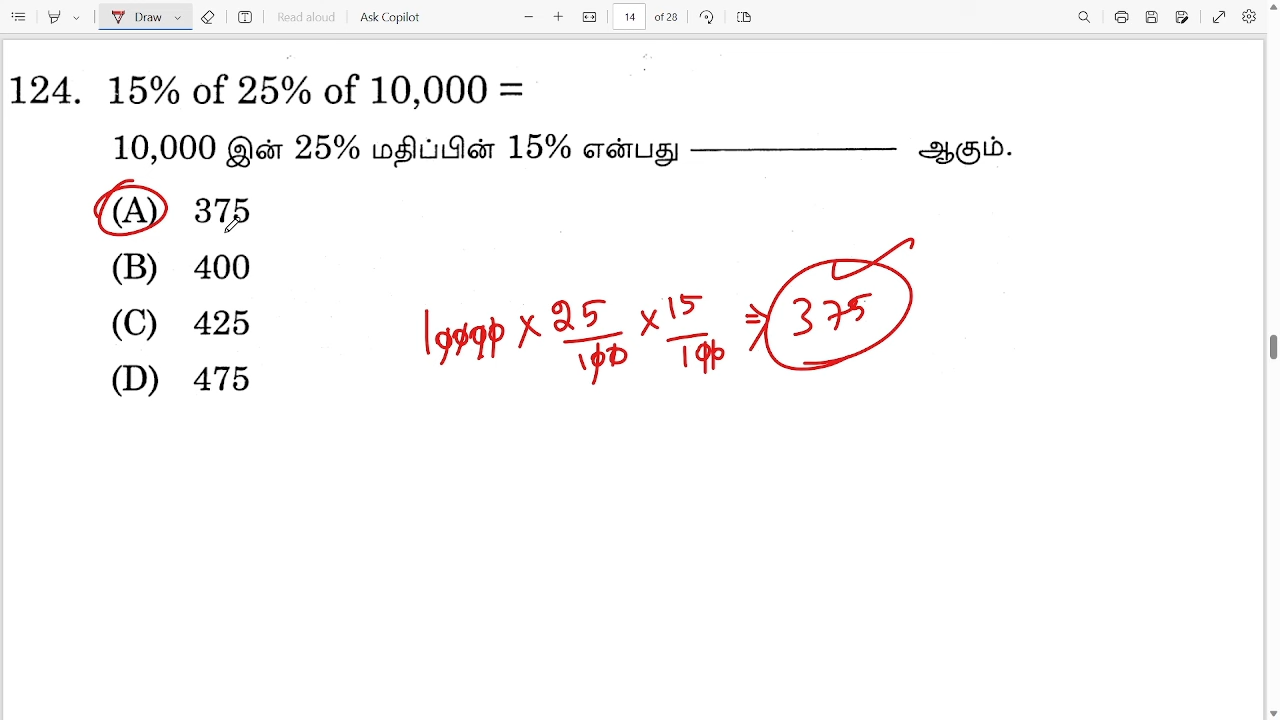 Draw
Read aloud
Ask Copilot
14 of 28
124. 15% of 25% of 10,000 =
10,000 இன் 25% மதிப்பின் 15% என்பது ———— ஆகும்.
(A) 375
(B) 400
(C) 425
(D) 475
10000 × 25/100 × 15/100 ⇒ 375